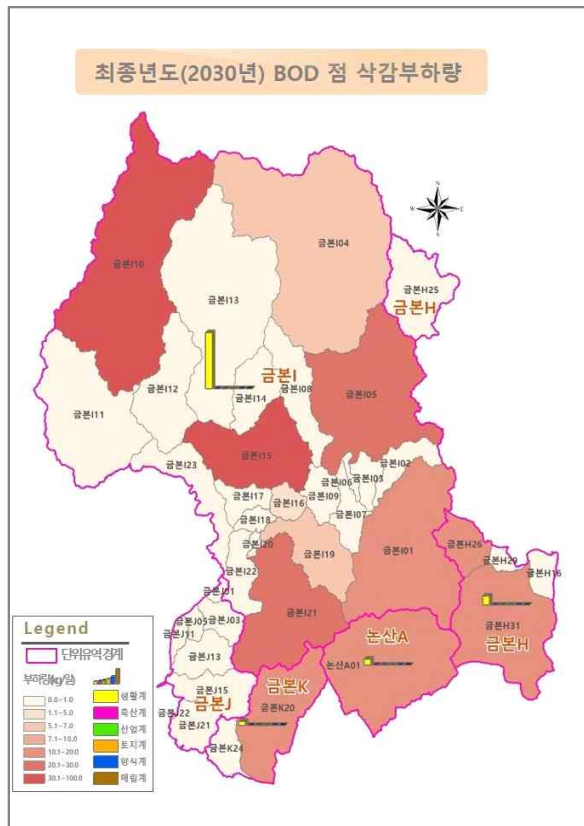 최종년도(2030년) BOD 점 삭감부하량
N
W E
S
금본I04
금본I10
금본H25
금본H
금본I13
금본I
금본I12
금본I08
금본I14
금본I05
금본I11
금본I15
금본I23
금본I02
금본I06
금본I03
금본I17
금본I16
금본I09
금본I07
금본I18
금본I20
금본I19
금본I01
금본H26
금본H29
금본H16
금본I22
금본J01
금본I21
금본H31
금본H
금본J05
금본J03
금본J11
금본J13
논산A
논산A01
금본K
금본J15
금본J
금본K20
금본J22
금본J21
금본K24
Legend
단위유역경계
부하량(kg/일)
0.0~1.0
1.1~5.0
5.1~7.0
7.1~10.0
10.1~20.0
20.1~30.0
30.1~100.0
생활계
축산계
산업계
토지계
양식계
매립계